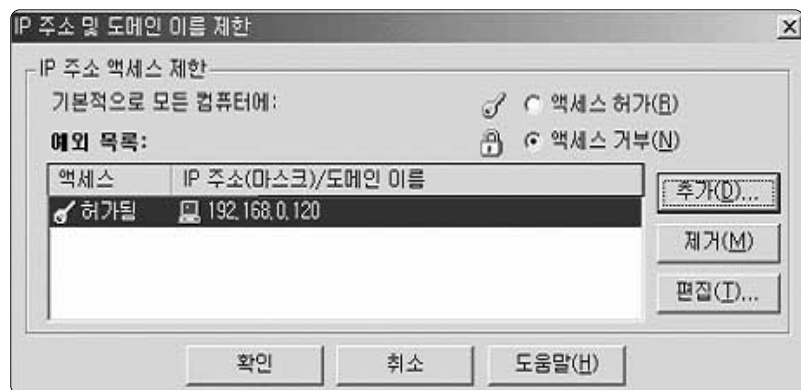 IP 주소 및 도메인 이름 제한
IP 주소 액세스 제한
기본적으로 모든 컴퓨터에:
액세스 허가(R)
예외 목록:
액세스 거부(N)
액세스 IP 주소(마스크)/도메인 이름
허가됨 192.168.0.120
추가(D)...
제거(M)
편집(T)...
확인 취소 도움말(H)